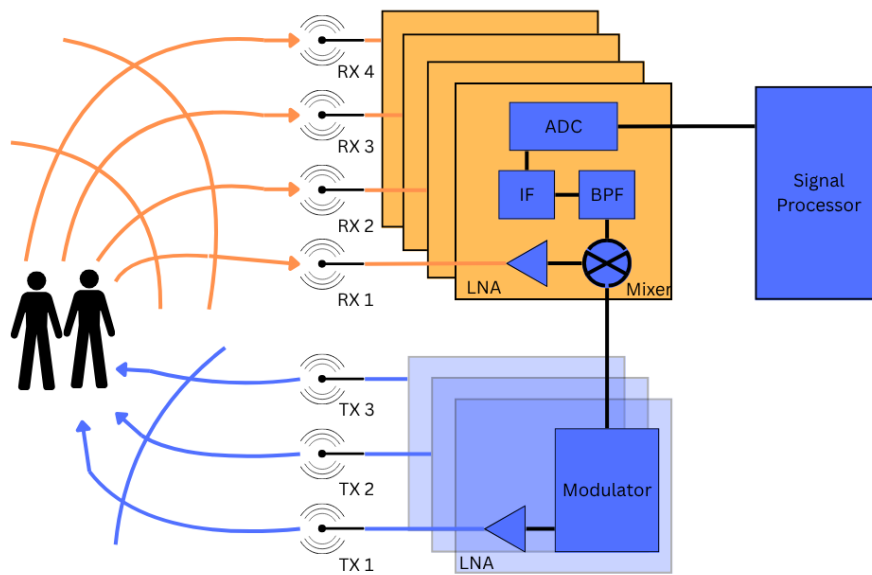 RX 4
RX 3
RX 2
RX 1
ADC
IF
BPF
LNA
Mixer
Signal
Processor
TX 3
TX 2
TX 1
Modulator
LNA